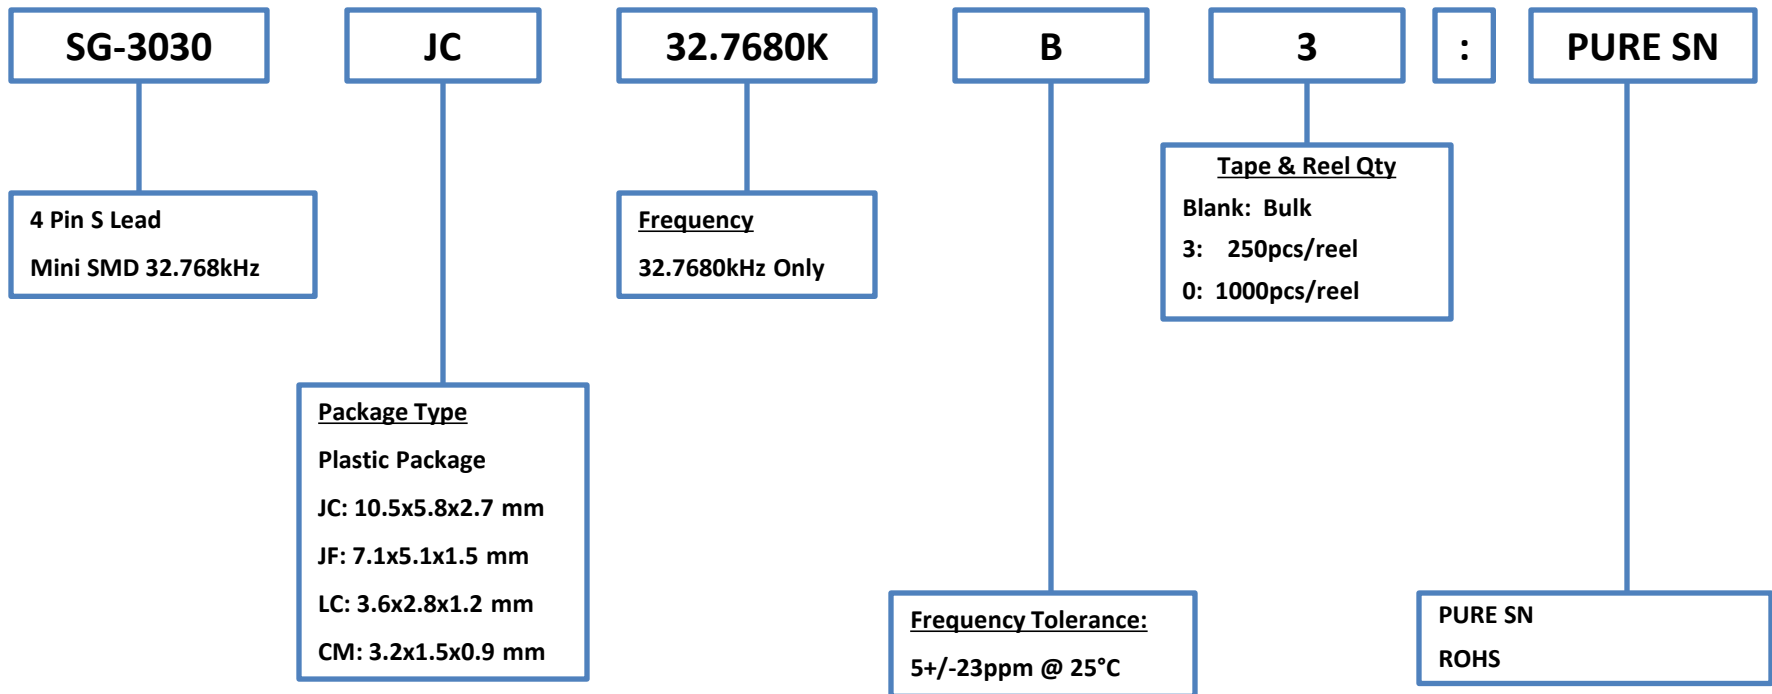 SG-3030 JC 32.7680K B 3 : PURE SN
4 Pin S Lead
Mini SMD 32.768kHz
Package Type
Plastic Package
JC: 10.5x5.8x2.7 mm
JF: 7.1x5.1x1.5 mm
LC: 3.6x2.8x1.2 mm
CM: 3.2x1.5x0.9 mm
Frequency
32.7680kHz Only
Frequency Tolerance:
5+/-23ppm @ 25°C
Tape & Reel Qty
Blank: Bulk
3: 250pcs/reel
0: 1000pcs/reel
PURE SN
ROHS